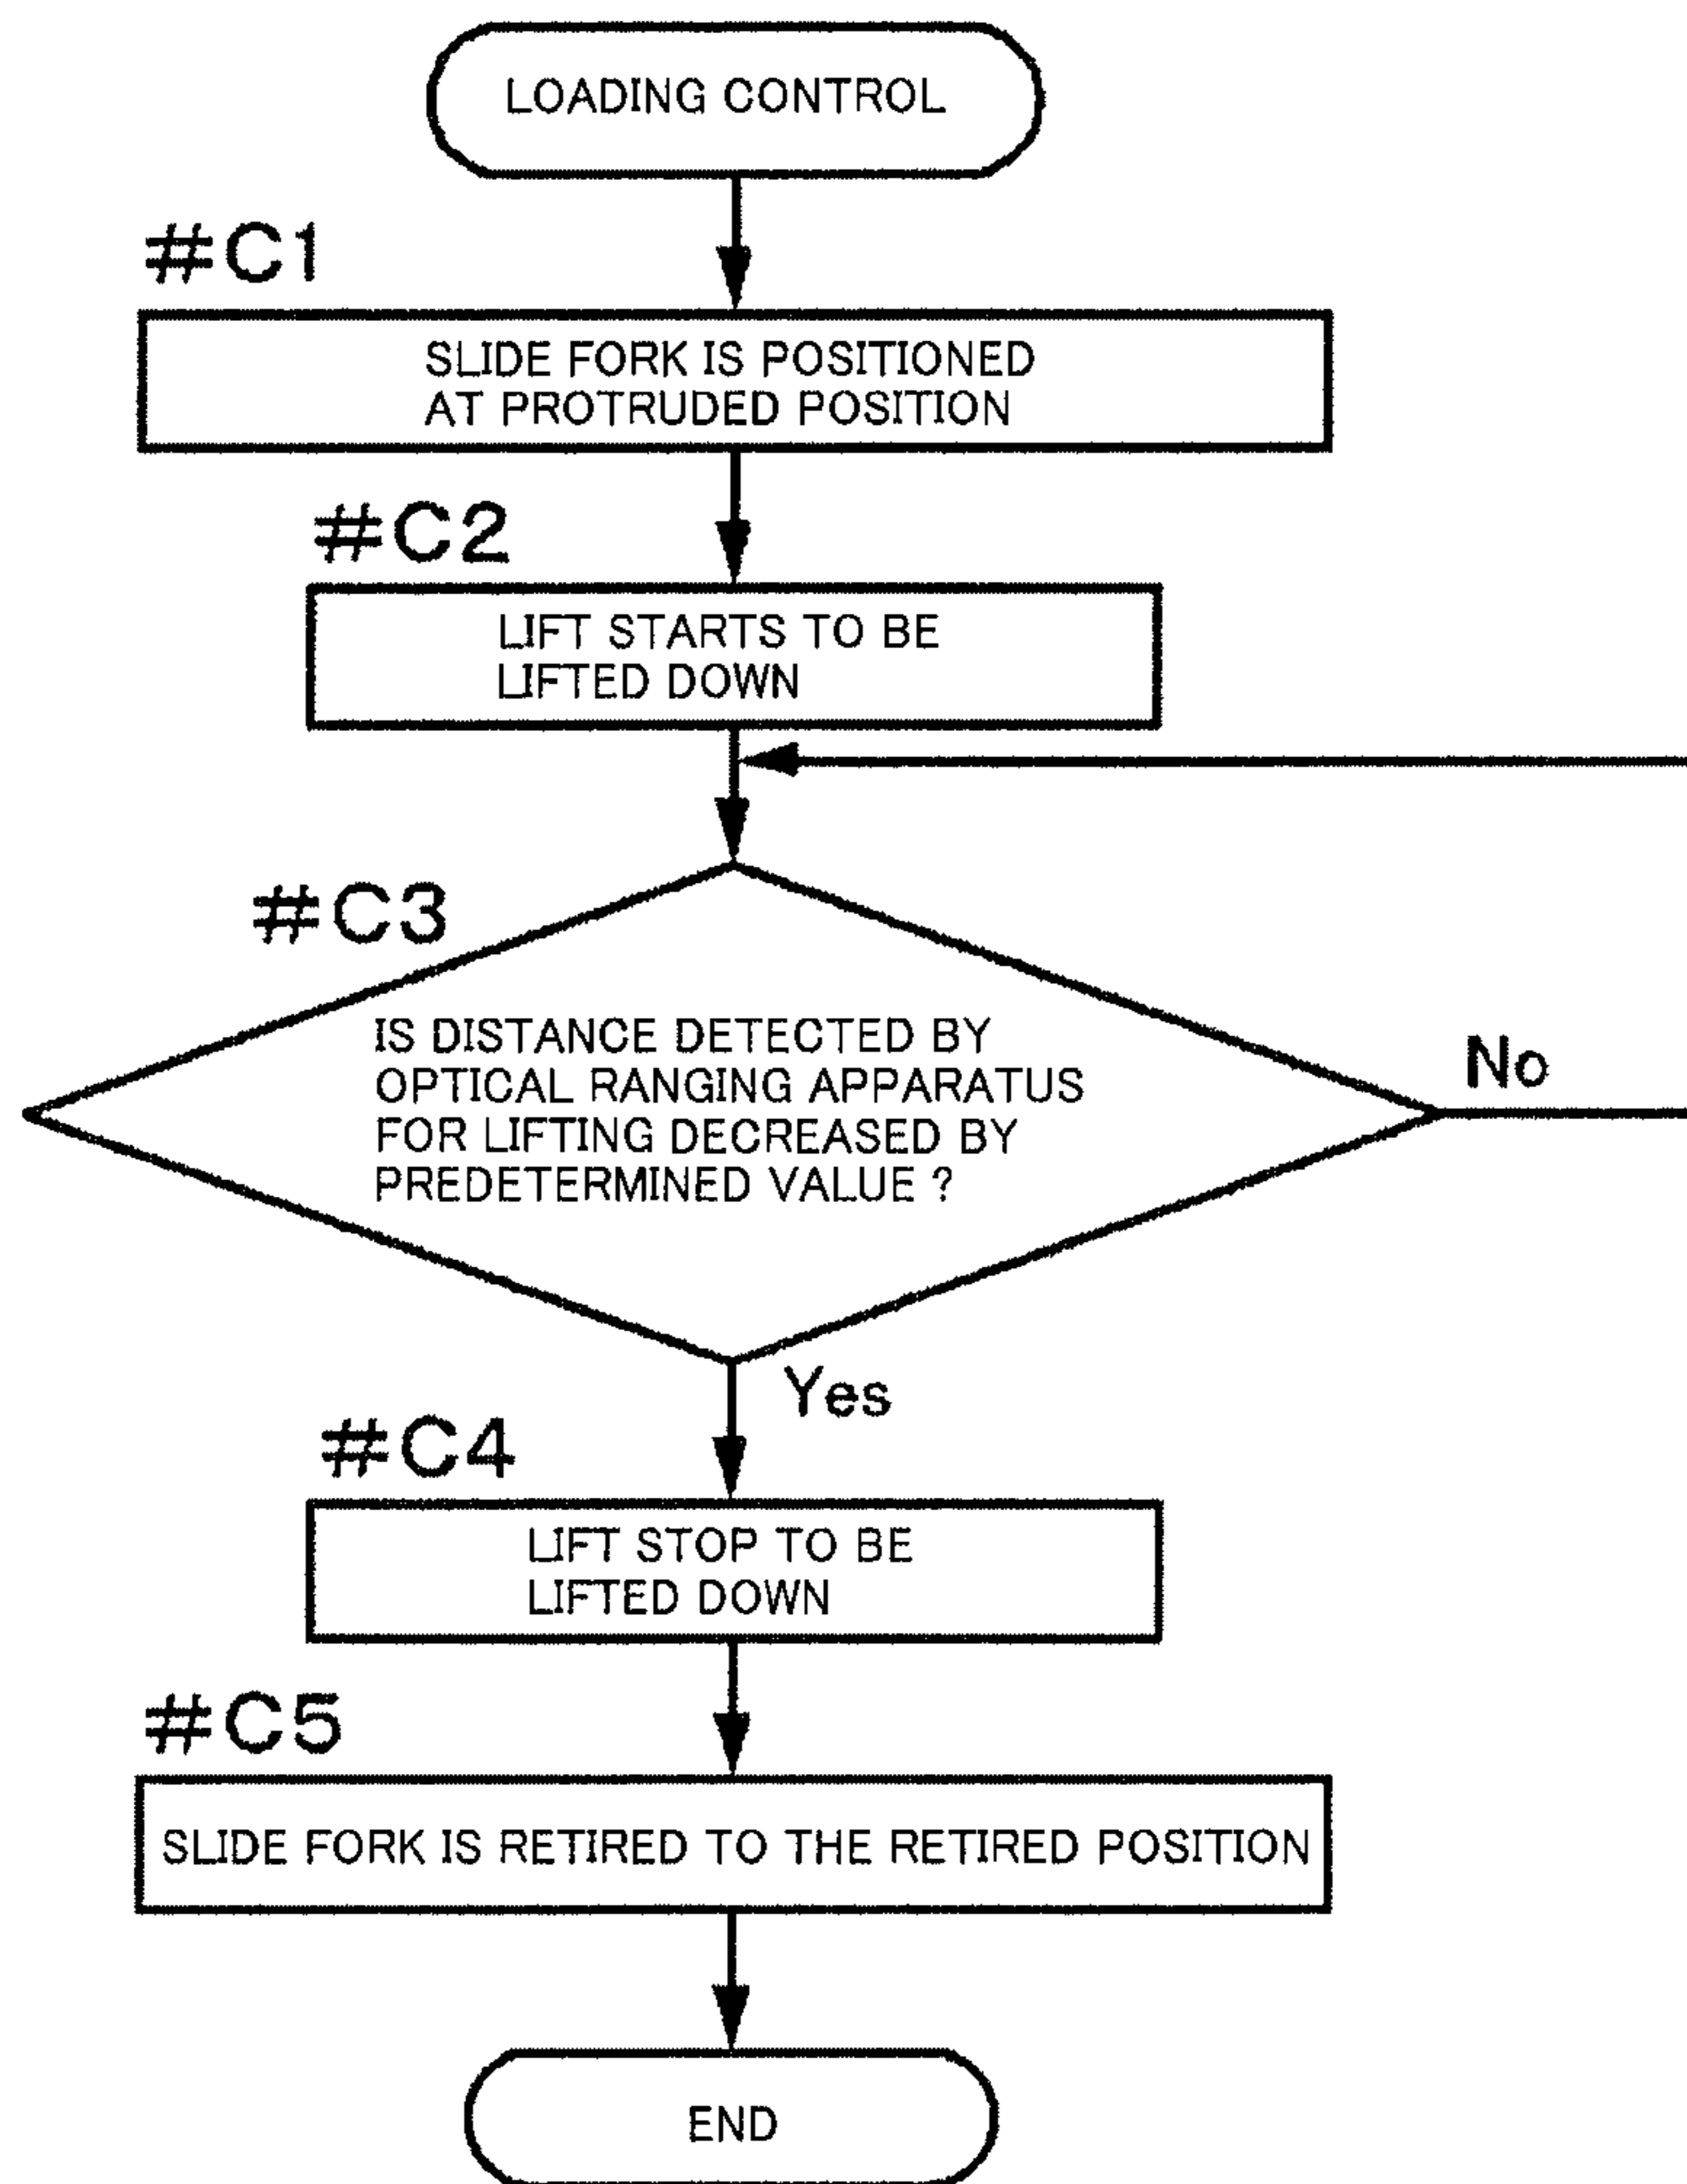 LOADING CONTROL
#C1
SLIDE FORK IS POSITIONED
AT PROTRUDED POSITION
#C2
LIFT STARTS TO BE
LIFTED DOWN
#C3
IS DISTANCE DETECTED BY
OPTICAL RANGING APPARATUS
FOR LIFTING DECREASED BY
PREDETERMINED VALUE ?
No
Yes
#C4
LIFT STOP TO BE
LIFTED DOWN
#C5
SLIDE FORK IS RETIRED TO THE RETIRED POSITION
END